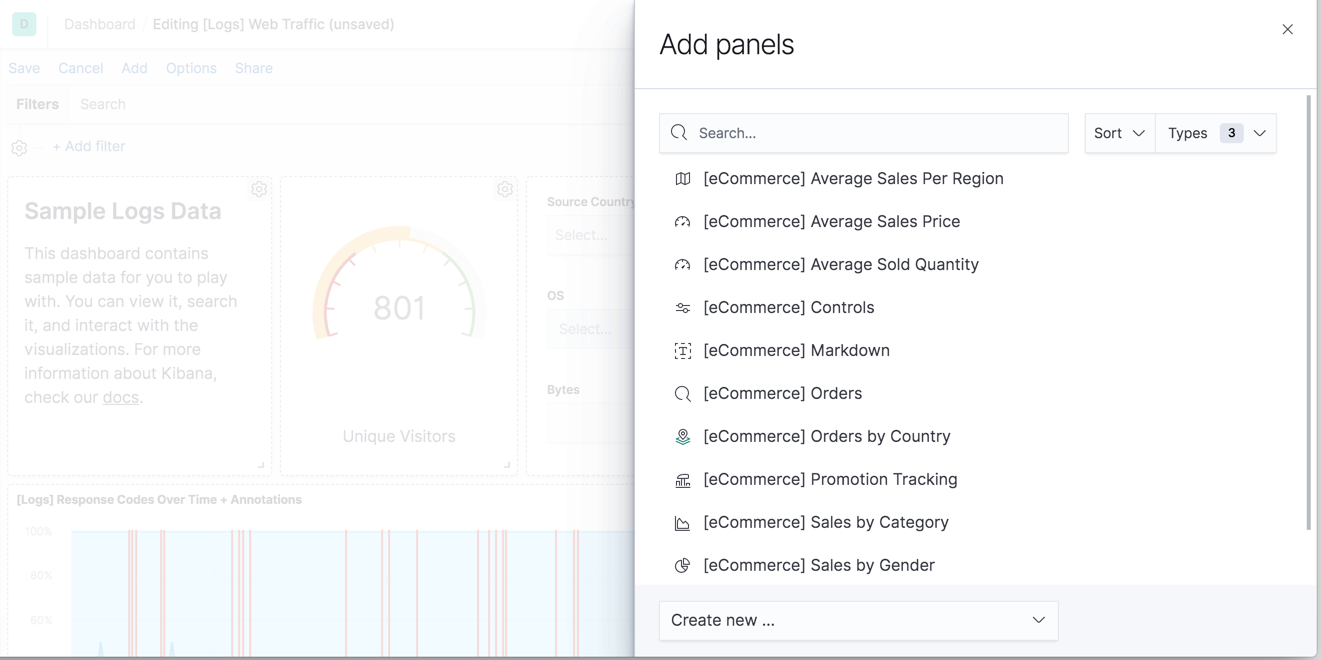 D Dashboard / Editing [Logs] Web Traffic (unsaved)
Save Cancel Add Options Share
Filters Search
+ Add filter
Sample Logs Data
This dashboard contains
sample data for you to play
with. You can view it, search
it, and interact with the
visualizations. For more
information about Kibana,
check our docs.
801
Unique Visitors
Source Country
Select...
OS
Select...
Bytes
[Logs] Response Codes Over Time + Annotations
100%
80%
60%
Add panels
Search...
Sort
Types 3
[eCommerce] Average Sales Per Region
[eCommerce] Average Sales Price
[eCommerce] Average Sold Quantity
[eCommerce] Controls
[eCommerce] Markdown
[eCommerce] Orders
[eCommerce] Orders by Country
[eCommerce] Promotion Tracking
[eCommerce] Sales by Category
[eCommerce] Sales by Gender
Create new ...